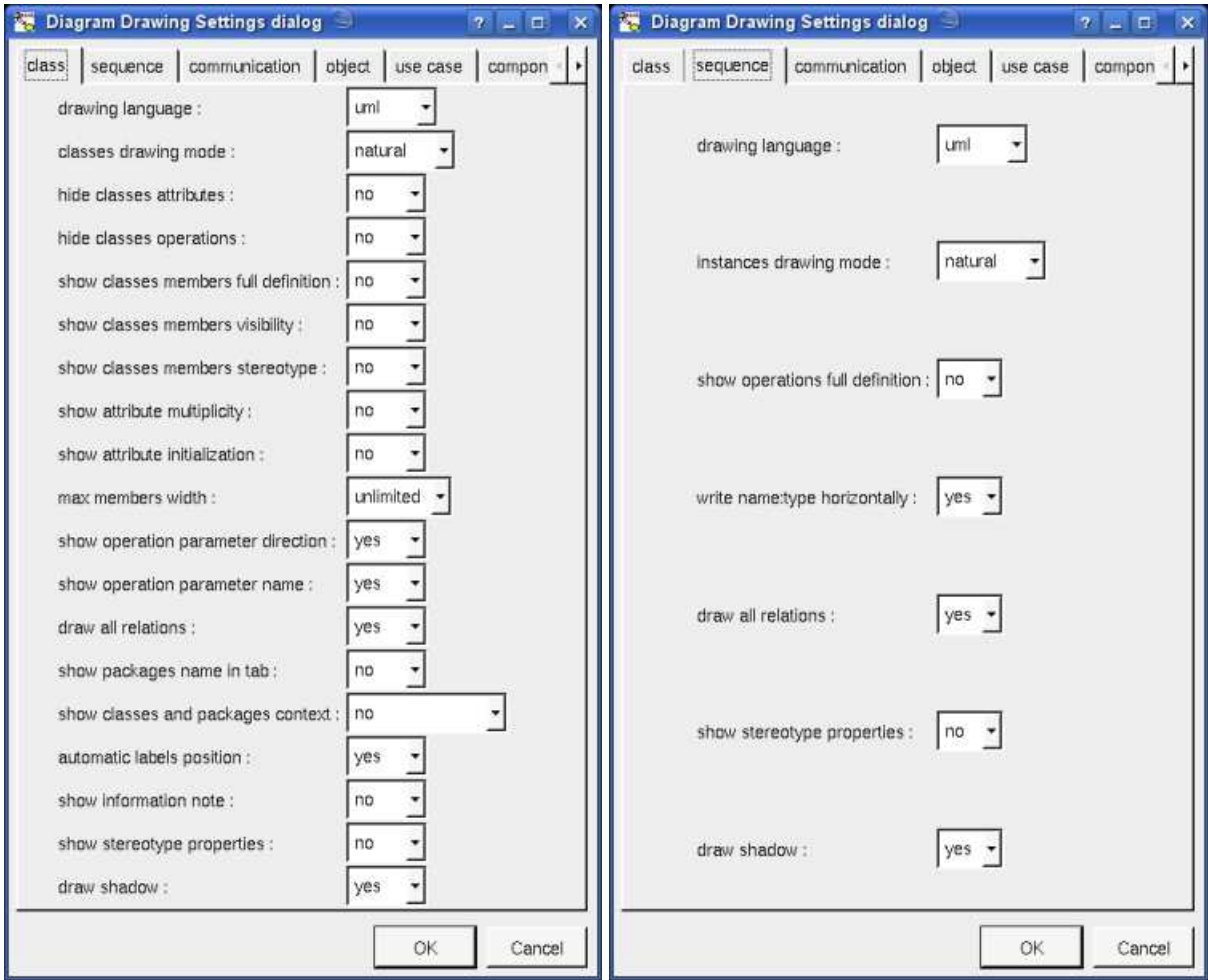 Diagram Drawing Settings dialog
class sequence communication object use case compon
drawing language : uml
classes drawing mode : natural
hide classes attributes : no
hide classes operations : no
show classes members full definition : no
show classes members visibility : no
show classes members stereotype : no
show attribute multiplicity : no
show attribute initialization : no
max members width : unlimited
show operation parameter direction : yes
show operation parameter name : yes
draw all relations : yes
show packages name in tab : no
show classes and packages context : no
automatic labels position : yes
show information note : no
show stereotype properties : no
draw shadow : yes
OK Cancel
Diagram Drawing Settings dialog
class sequence communication object use case compon
drawing language : uml
instances drawing mode : natural
show operations full definition : no
write name:type horizontally : yes
draw all relations : yes
show stereotype properties : no
draw shadow : yes
OK Cancel